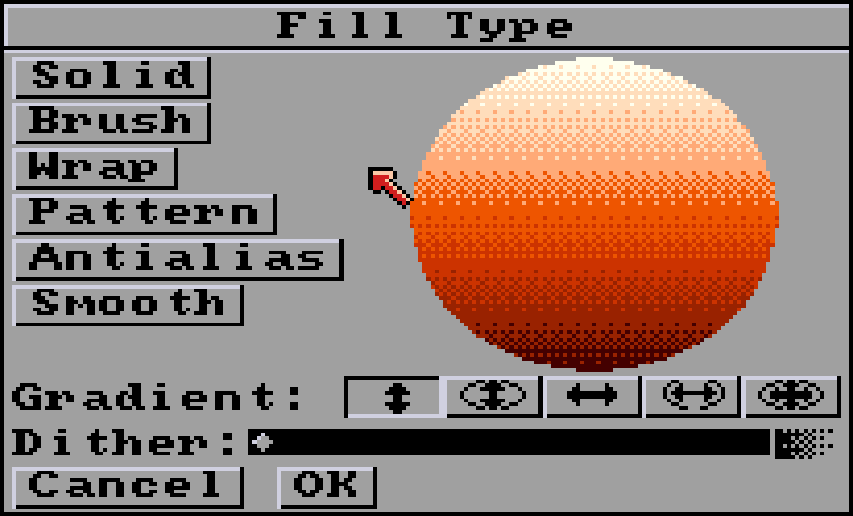 Fill Type
Solid
Brush
Wrap
Pattern
Antialias
Smooth
Gradient:
Dither:
Cancel OK